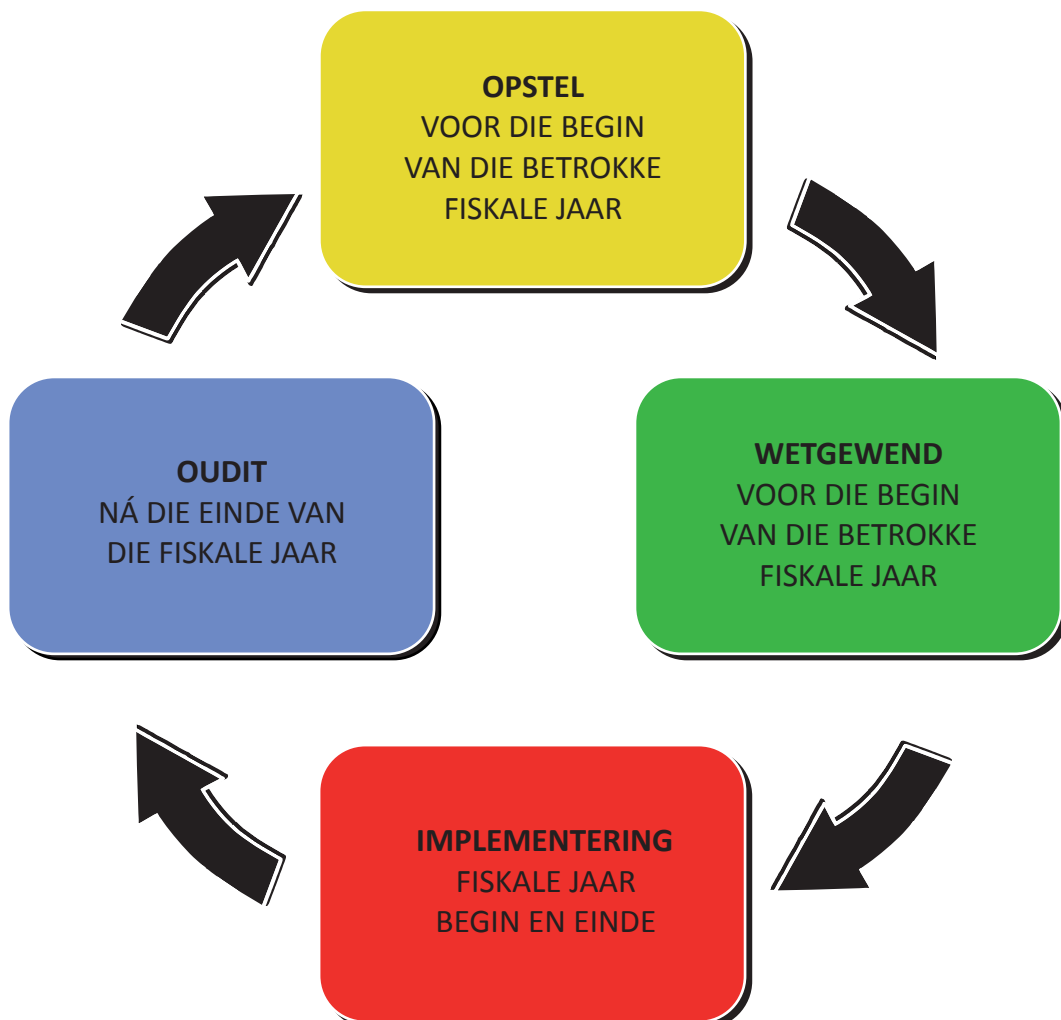 OPSTEL
VOOR DIE BEGIN
VAN DIE BETROKKE
FISKALE JAAR
WETGEWEND
VOOR DIE BEGIN
VAN DIE BETROKKE
FISKALE JAAR
IMPLEMENTERING
FISKALE JAAR
BEGIN EN EINDE
OUDIT
NÁ DIE EINDE VAN
DIE FISKALE JAAR